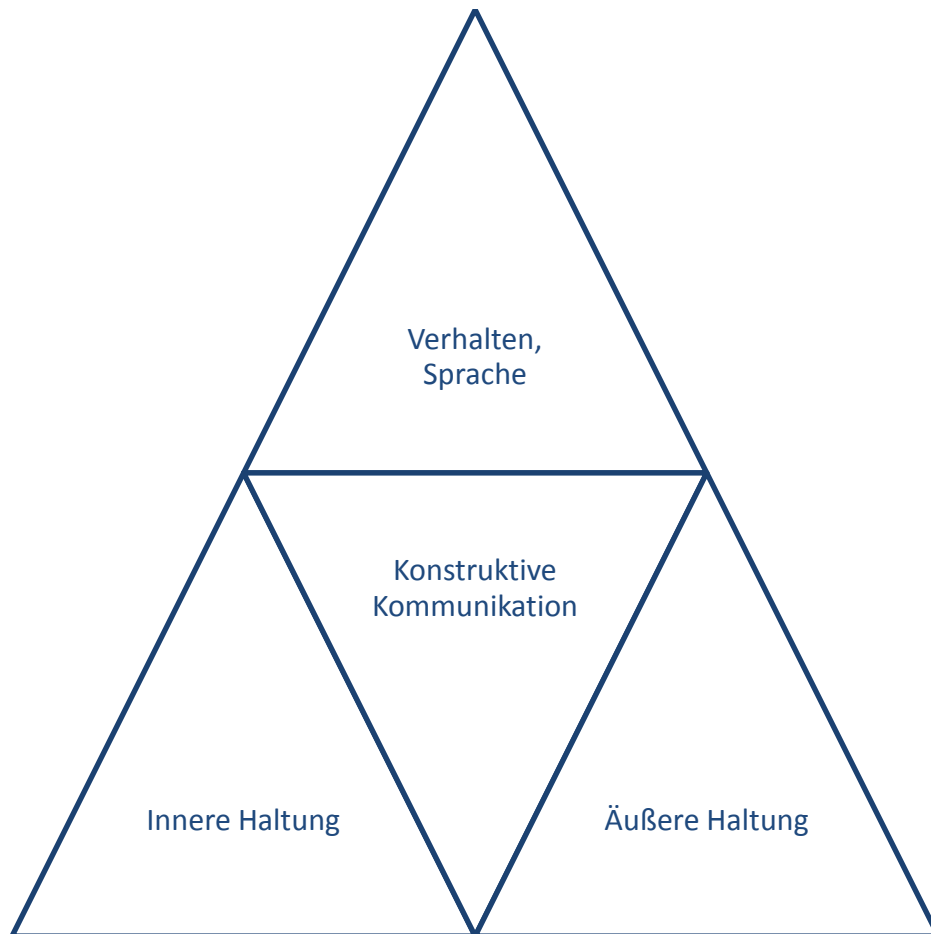 Verhalten,
Sprache
Konstruktive
Kommunikation
Innere Haltung
Äußere Haltung